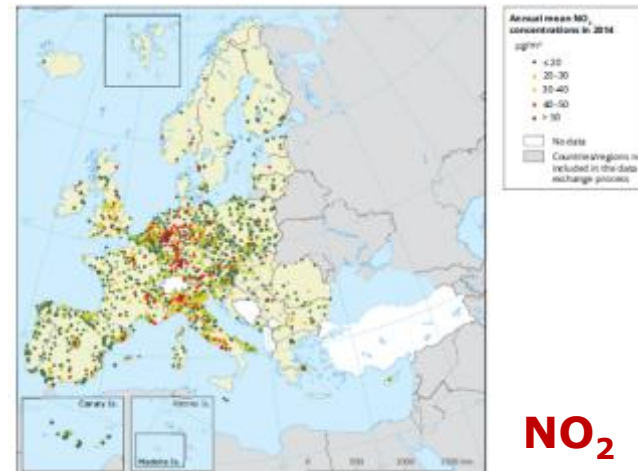 Annual mean NO₂
concentrations in 2014
µg/m³
≤ 20
20–30
30–40
40–50
> 50
No data
Countries/regions no
included in the data
exchange process
Canary Is.
Azores Is.
Madeira Is.
0 500 1000 1500 km
NO₂